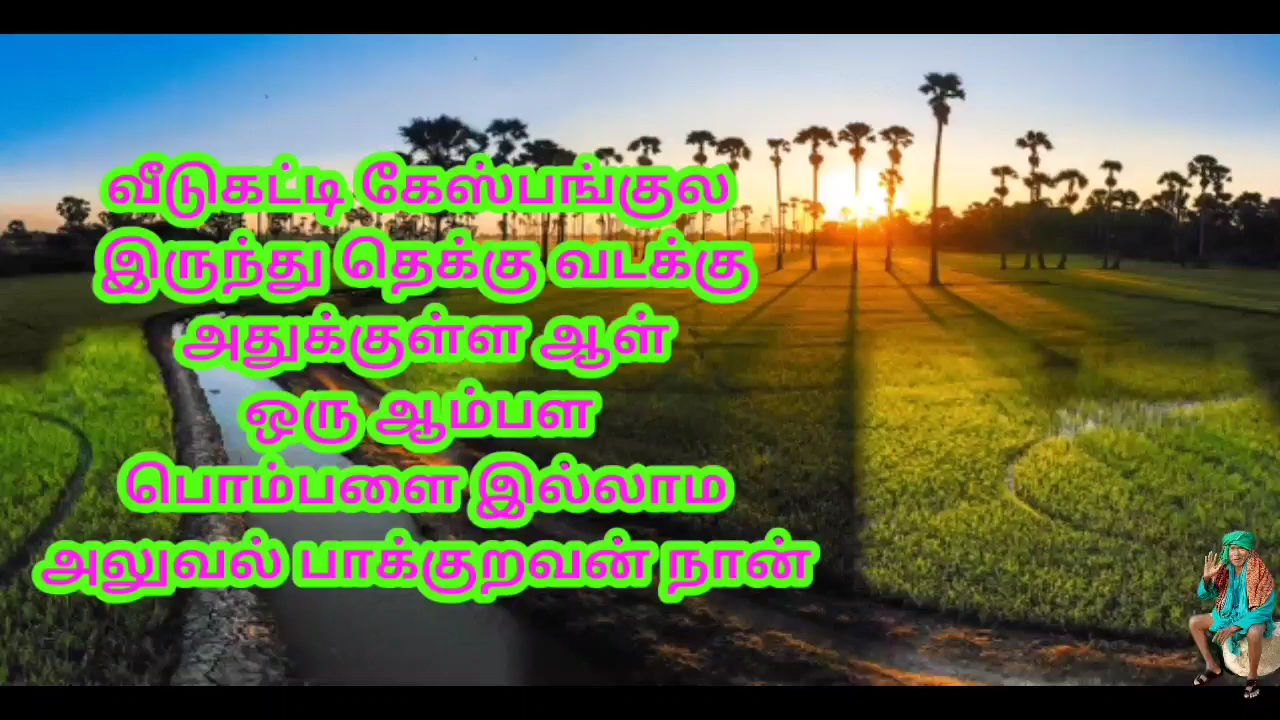 வீடுகட்டி கேஸ்பங்குல
இருந்து தெக்கு வடக்கு
அதுக்குள்ள ஆள்
ஒரு ஆம்பள
பொம்பளை இல்லாம
அலுவல் பாக்குறவன் நான்